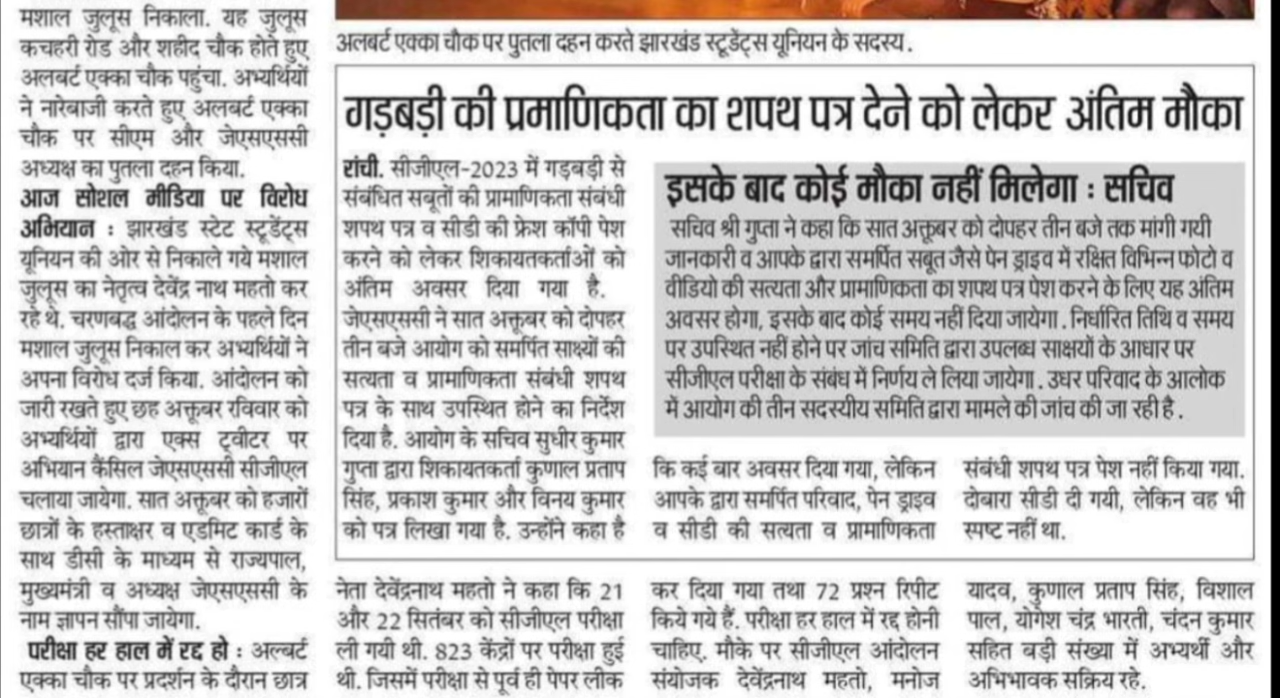 मशाल जुलूस निकाला. यह जुलूस
कचहरी रोड और शहीद चौक होते हुए
अलबर्ट एक्का चौक पहुंचा. अभ्यर्थियों
ने नारेबाजी करते हुए अलबर्ट एक्का
चौक पर सीएम और जेएसएससी
अध्यक्ष का पुतला दहन किया.
आज सोशल मीडिया पर विरोध
अभियान : झारखंड स्टेट स्टूडेंट्स
यूनियन की ओर से निकाले गये मशाल
जुलूस का नेतृत्व देवेंद्र नाथ महतो कर
रहे थे. चरणबद्ध आंदोलन के पहले दिन
मशाल जुलूस निकाल कर अभ्यर्थियों ने
अपना विरोध दर्ज किया. आंदोलन को
जारी रखते हुए छह अक्तूबर रविवार को
अभ्यर्थियों द्वारा एक्स ट्वीटर पर
अभियान कैंसिल जेएसएससी सीजीएल
चलाया जायेगा. सात अक्तूबर को हजारों
छात्रों के हस्ताक्षर व एडमिट कार्ड के
साथ डीसी के माध्यम से राज्यपाल,
मुख्यमंत्री व अध्यक्ष जेएसएससी के
नाम ज्ञापन सौंपा जायेगा.
परीक्षा हर हाल में रद्द हो : अल्बर्ट
एक्का चौक पर प्रदर्शन के दौरान छात्र
अलबर्ट एक्का चौक पर पुतला दहन करते झारखंड स्टूडेंट्स यूनियन के सदस्य.
गड़बड़ी की प्रमाणिकता का शपथ पत्र देने को लेकर अंतिम मौका
रांची. सीजीएल-2023 में गड़बड़ी से
संबंधित सबूतों की प्रामाणिकता संबंधी
शपथ पत्र व सीडी की फ्रेश कॉपी पेश
करने को लेकर शिकायतकर्ताओं को
अंतिम अवसर दिया गया है.
जेएसएससी ने सात अक्तूबर को दोपहर
तीन बजे आयोग को समर्पित साक्ष्यों की
सत्यता व प्रामाणिकता संबंधी शपथ
पत्र के साथ उपस्थित होने का निर्देश
दिया है. आयोग के सचिव सुधीर कुमार
गुप्ता द्वारा शिकायतकर्ता कुणाल प्रताप
सिंह, प्रकाश कुमार और विनय कुमार
को पत्र लिखा गया है. उन्होंने कहा है
इसके बाद कोई मौका नहीं मिलेगा : सचिव
सचिव श्री गुप्ता ने कहा कि सात अक्तूबर को दोपहर तीन बजे तक मांगी गयी
जानकारी व आपके द्वारा समर्पित सबूत जैसे पेन ड्राइव में रक्षित विभिन्न फोटो व
वीडियो की सत्यता और प्रामाणिकता का शपथ पत्र पेश करने के लिए यह अंतिम
अवसर होगा, इसके बाद कोई समय नहीं दिया जायेगा. निर्धारित तिथि व समय
पर उपस्थित नहीं होने पर जांच समिति द्वारा उपलब्ध साक्षयों के आधार पर
सीजीएल परीक्षा के संबंध में निर्णय ले लिया जायेगा. उधर परिवाद के आलोक
में आयोग की तीन सदस्यीय समिति द्वारा मामले की जांच की जा रही है.
कि कई बार अवसर दिया गया, लेकिन
आपके द्वारा समर्पित परिवाद, पेन ड्राइव
व सीडी की सत्यता व प्रामाणिकता
संबंधी शपथ पत्र पेश नहीं किया गया.
दोबारा सीडी दी गयी, लेकिन वह भी
स्पष्ट नहीं था.
नेता देवेंद्रनाथ महतो ने कहा कि 21
और 22 सितंबर को सीजीएल परीक्षा
ली गयी थी. 823 केंद्रों पर परीक्षा हुई
थी. जिसमें परीक्षा से पूर्व ही पेपर लीक
कर दिया गया तथा 72 प्रश्न रिपीट
किये गये हैं. परीक्षा हर हाल में रद्द होनी
चाहिए. मौके पर सीजीएल आंदोलन
संयोजक देवेंद्रनाथ महतो, मनोज
यादव, कुणाल प्रताप सिंह, विशाल
पाल, योगेश चंद्र भारती, चंदन कुमार
सहित बड़ी संख्या में अभ्यर्थी और
अभिभावक सक्रिय रहे.